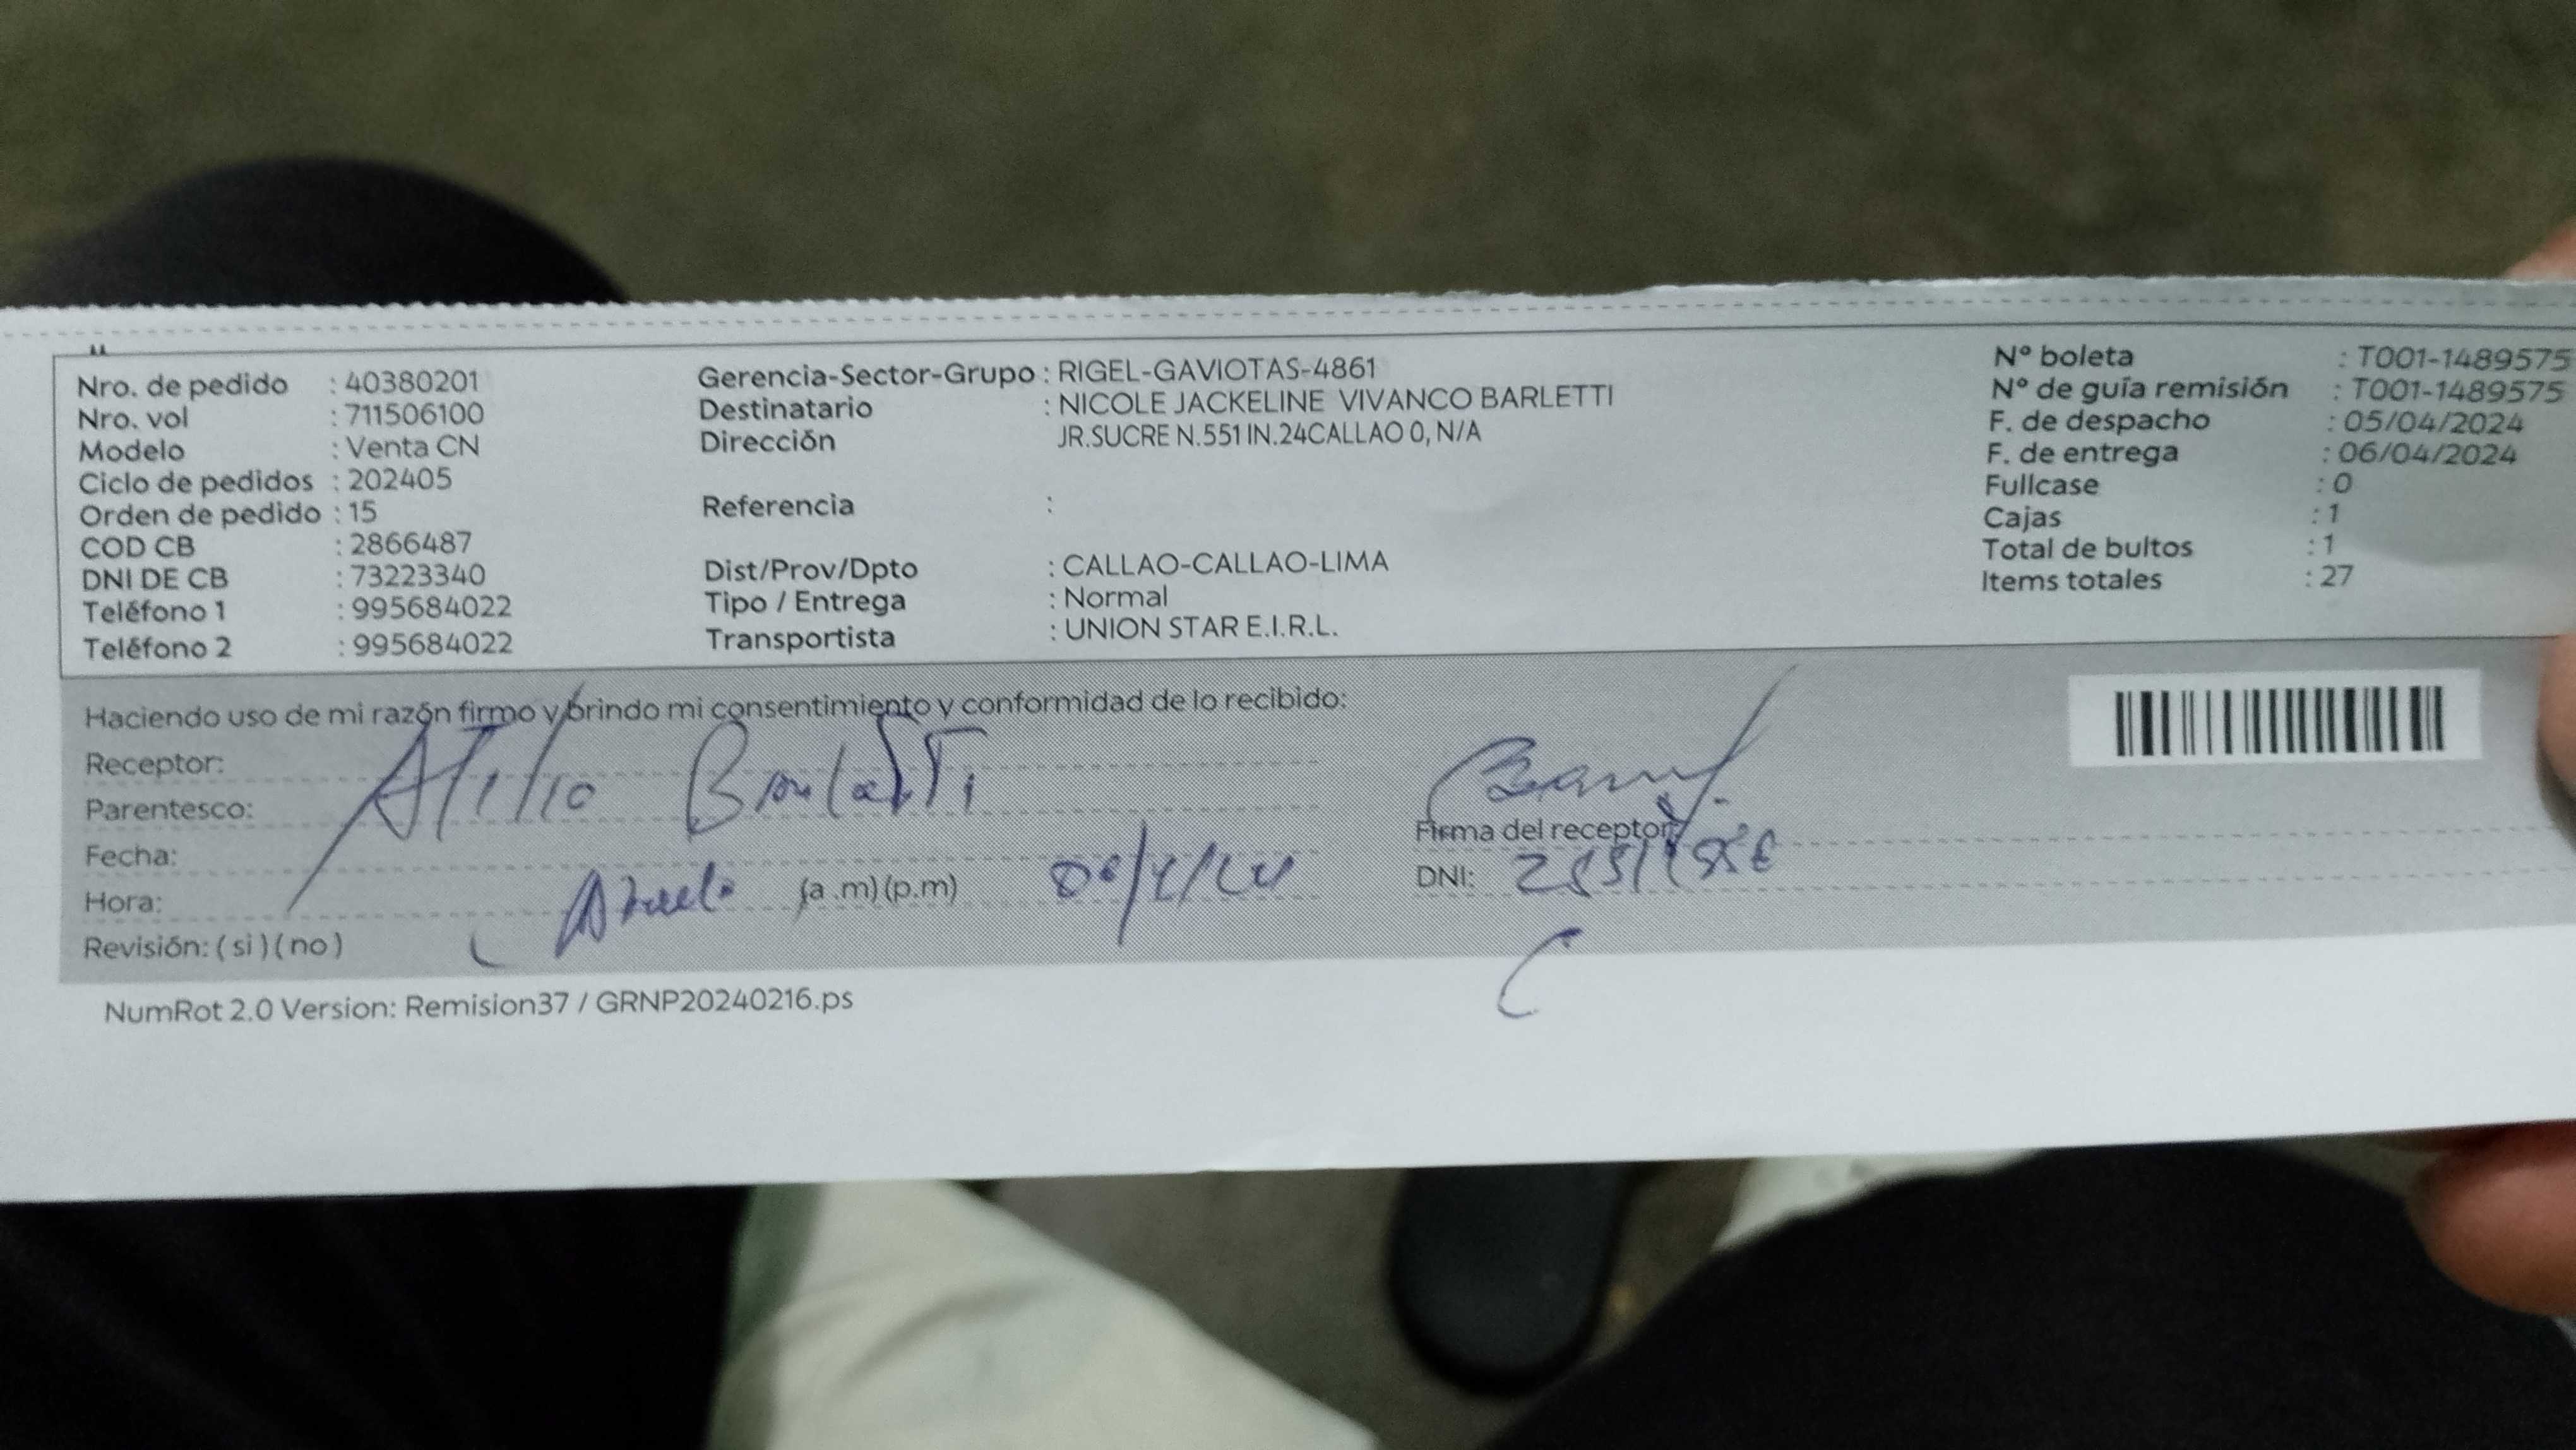 Nro. de pedido : 40380201
Nro. vol : 711506100
Modelo : Venta CN
Ciclo de pedidos : 202405
Orden de pedido : 15
COD CB : 2866487
DNI DE CB : 73223340
Teléfono 1 : 995684022
Teléfono 2 : 995684022
Gerencia-Sector-Grupo : RIGEL-GAVIOTAS-4861
Destinatario : NICOLE JACKELINE VIVANCO BARLETTI
Dirección JR.SUCRE N.551 IN.24CALLAO 0, N/A
Referencia :
Dist/Prov/Dpto : CALLAO-CALLAO-LIMA
Tipo / Entrega : Normal
Transportista : UNION STAR E.I.R.L.
N° boleta : T001-1489575
N° de guía remisión : T001-1489575
F. de despacho : 05/04/2024
F. de entrega : 06/04/2024
Fullcase : 0
Cajas : 1
Total de bultos : 1
Items totales : 27
Haciendo uso de mi razón firmo y brindo mi consentimiento y conformidad de lo recibido:
Receptor: Atilio Barletti
Parentesco:
Fecha:
Hora: Abuelo (a .m) (p.m)
Revisión: ( si ) ( no )
Firma del receptor
DNI:
NumRot 2.0 Version: Remision37 / GRNP20240216.ps